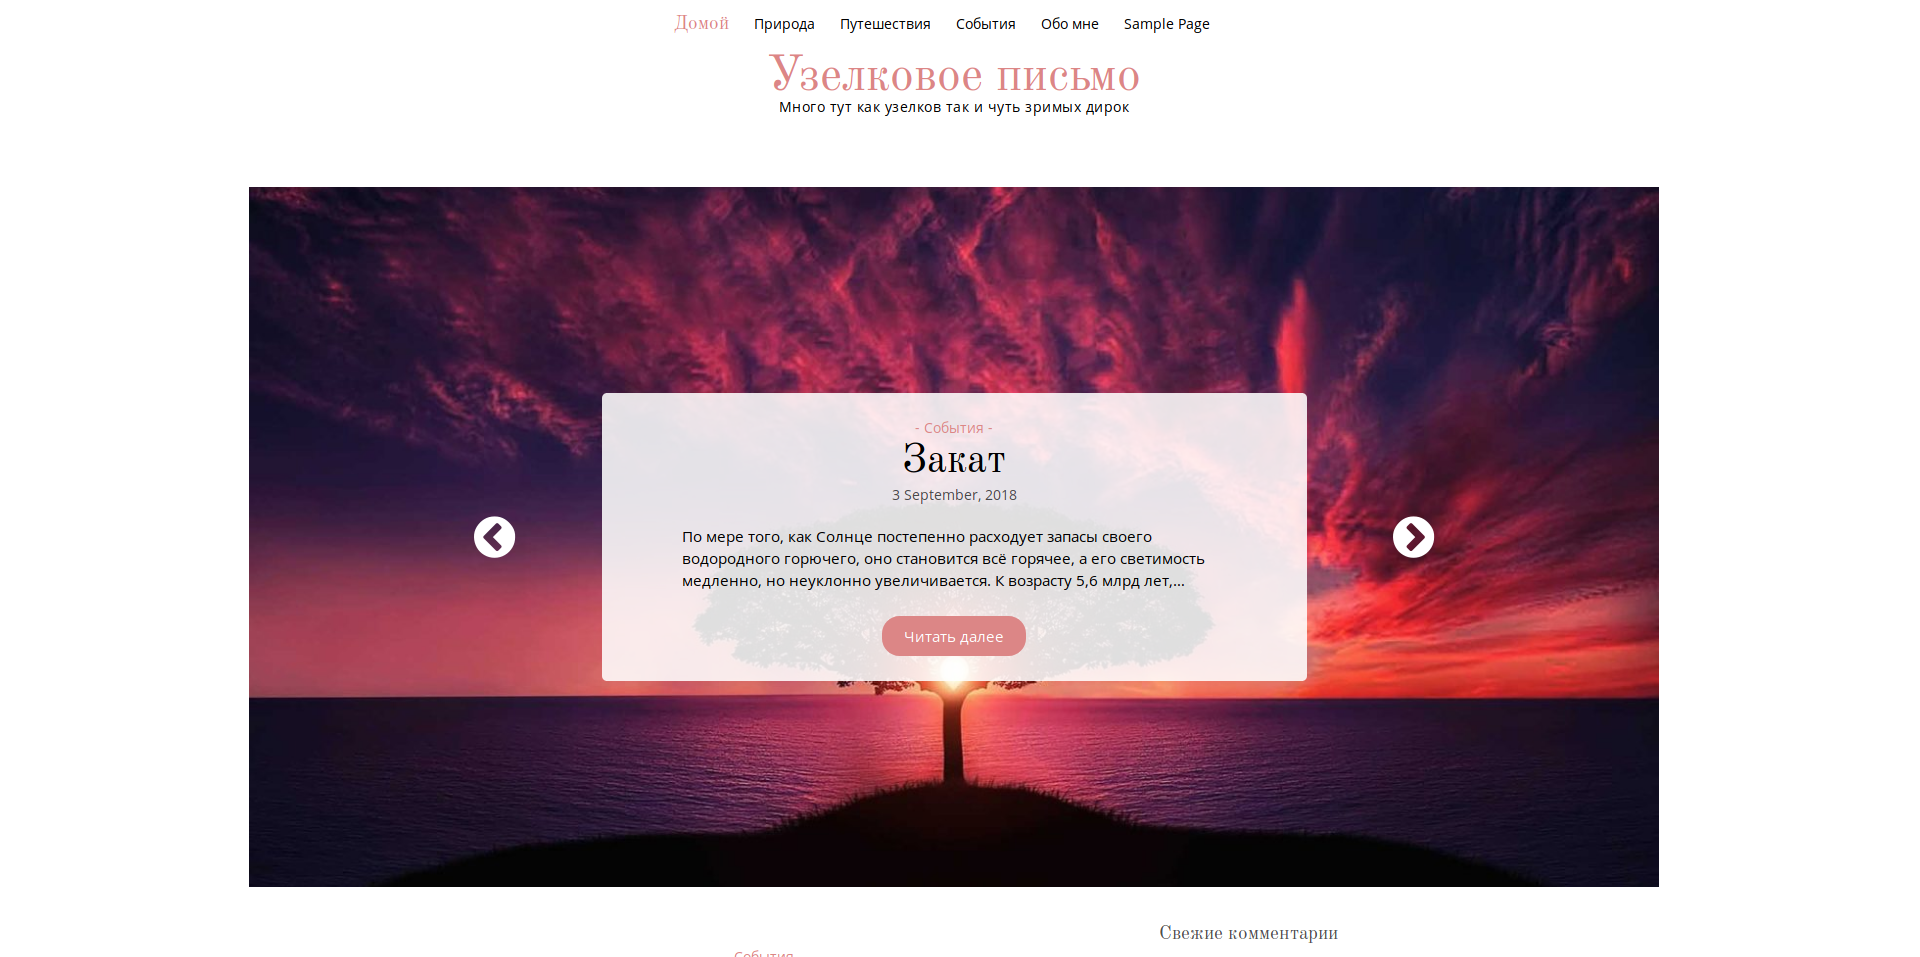 Домой Природа Путешествия События Обо мне Sample Page
Узелковое письмо
Много тут как узелков так и чуть зримых дирок
- События -
Закат
3 September, 2018
По мере того, как Солнце постепенно расходует запасы своего
водородного горючего, оно становится всё горячее, а его светимость
медленно, но неуклонно увеличивается. К возрасту 5,6 млрд лет,...
Читать далее
Свежие комментарии
События